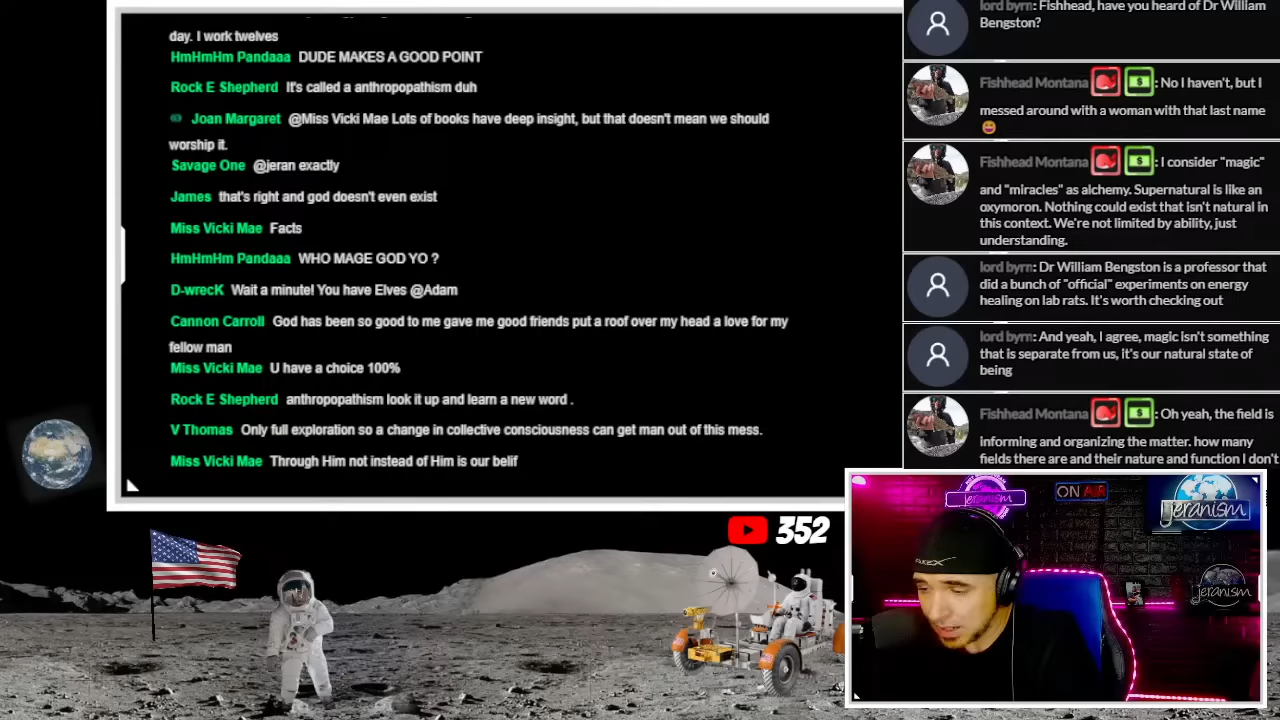 day. I work twelves
HmHmHm Pandaaa DUDE MAKES A GOOD POINT
Rock E Shepherd It's called a anthropopathism duh
Joan Margaret @Miss Vicki Mae Lots of books have deep insight, but that doesn't mean we should
worship it.
Savage One @jeran exactly
James that's right and god doesn't even exist
Miss Vicki Mae Facts
HmHmHm Pandaaa WHO MAGE GOD YO ?
D-wrecK Wait a minute! You have Elves @Adam
Cannon Carroll God has been so good to me gave me good friends put a roof over my head a love for my
fellow man
Miss Vicki Mae U have a choice 100%
Rock E Shepherd anthropopathism look it up and learn a new word .
V Thomas Only full exploration so a change in collective consciousness can get man out of this mess.
Miss Vicki Mae Through Him not instead of Him is our belif
lord byrn: Fishhead, have you heard of Dr William
Bengston?
Fishhead Montana : No I haven't, but I
messed around with a woman with that last name
Fishhead Montana : I consider "magic"
and "miracles" as alchemy. Supernatural is like an
oxymoron. Nothing could exist that isn't natural in
this context. We're not limited by ability, just
understanding.
lord byrn: Dr William Bengston is a professor that
did a bunch of "official" experiments on energy
healing on lab rats. It's worth checking out
lord byrn: And yeah, I agree, magic isn't something
that is separate from us, it's our natural state of
being
Fishhead Montana : Oh yeah, the field is
informing and organizing the matter. how many
fields there are and their nature and function I don't
352
jeranism
ON AIR
jeranism
jeranism